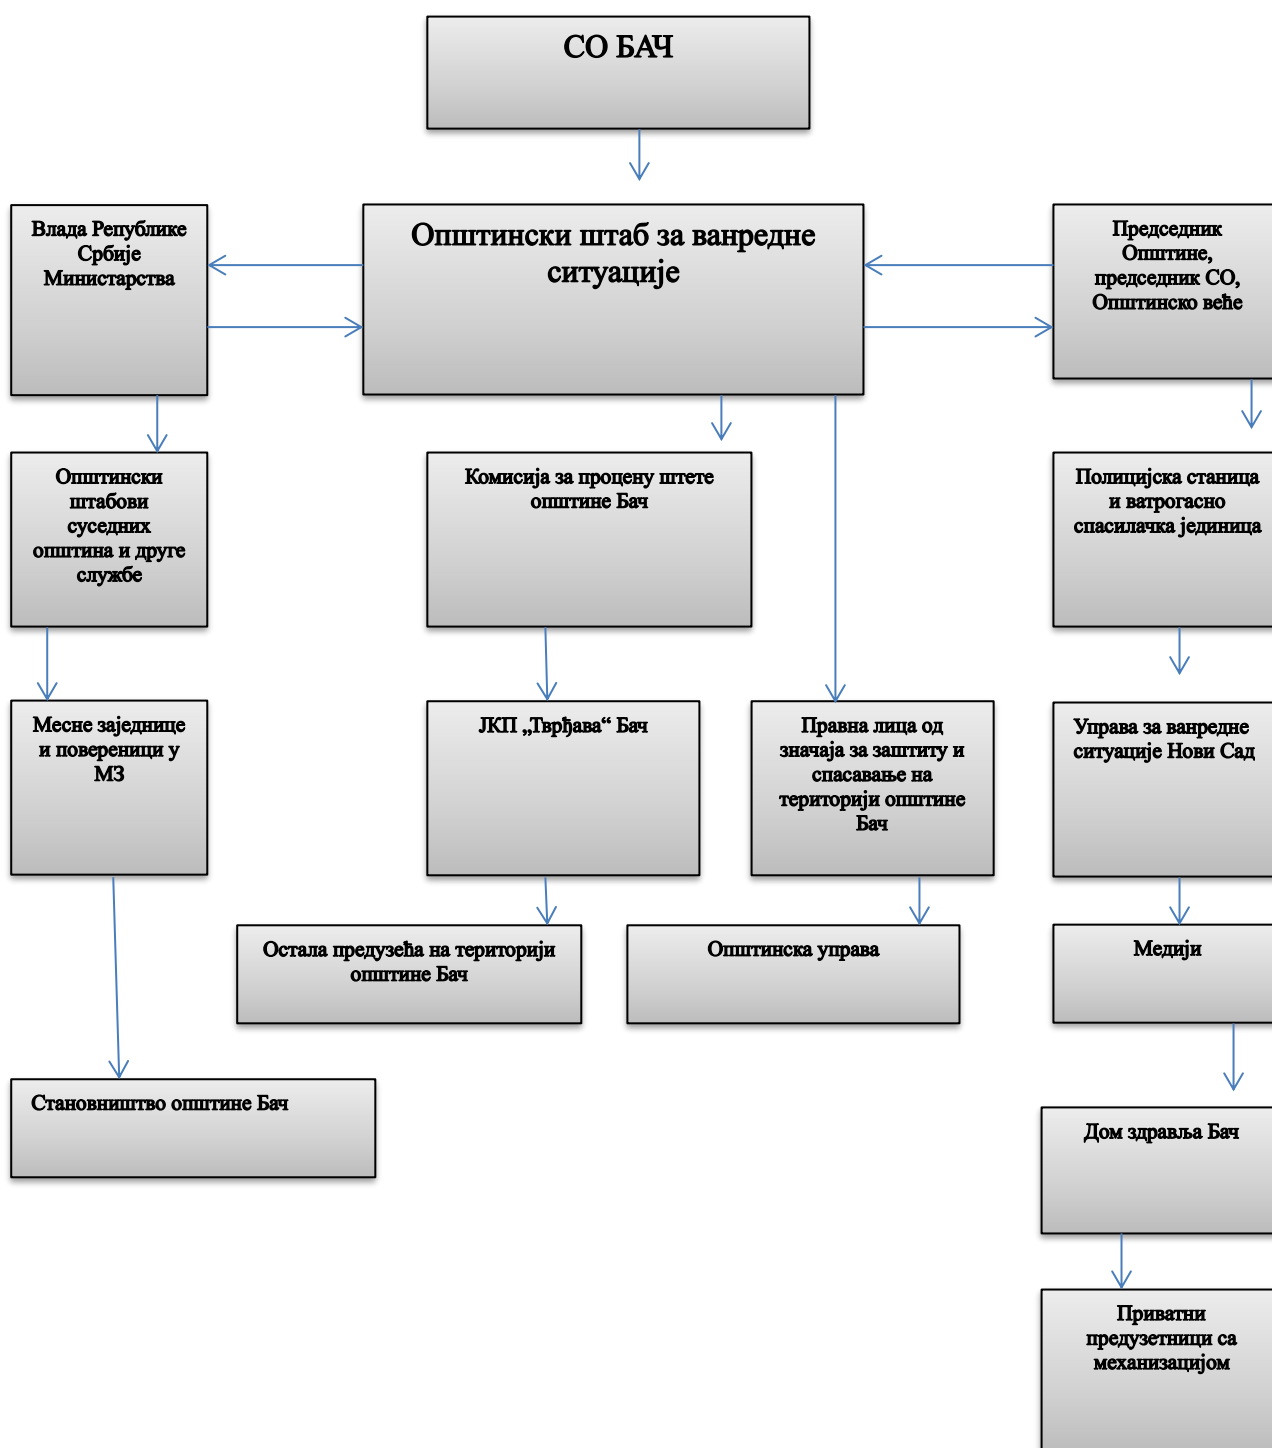 СО БАЧ
Влада Републике
Србије
Министарства
Општински штаб за ванредне
ситуације
Председник
Општине,
председник СО,
Општинско веће
Општински
штабови
суседних
општина и друге
службе
Комисија за процену штете
општине Бач
Полицијска станица
и ватрогасно
спасилачка јединица
Месне заједнице
и повереници у
МЗ
ЈКП „Тврђава“ Бач
Правна лица од
значаја за заштиту и
спасавање на
територији општине
Бач
Управа за ванредне
ситуације Нови Сад
Остала предузећа на територији
општине Бач
Општинска управа
Медији
Становништво општине Бач
Дом здравља Бач
Приватни
предузетници са
механизацијом